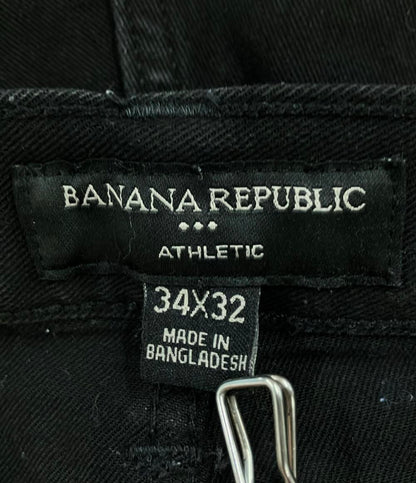 BANANA REPUBLIC
ATHLETIC
34X32
MADE IN
BANGLADESH